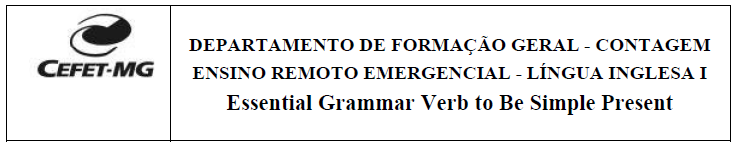 CEFET-MG
DEPARTAMENTO DE FORMAÇÃO GERAL - CONTAGEM
ENSINO REMOTO EMERGENCIAL - LÍNGUA INGLESA I
Essential Grammar Verb to Be Simple Present